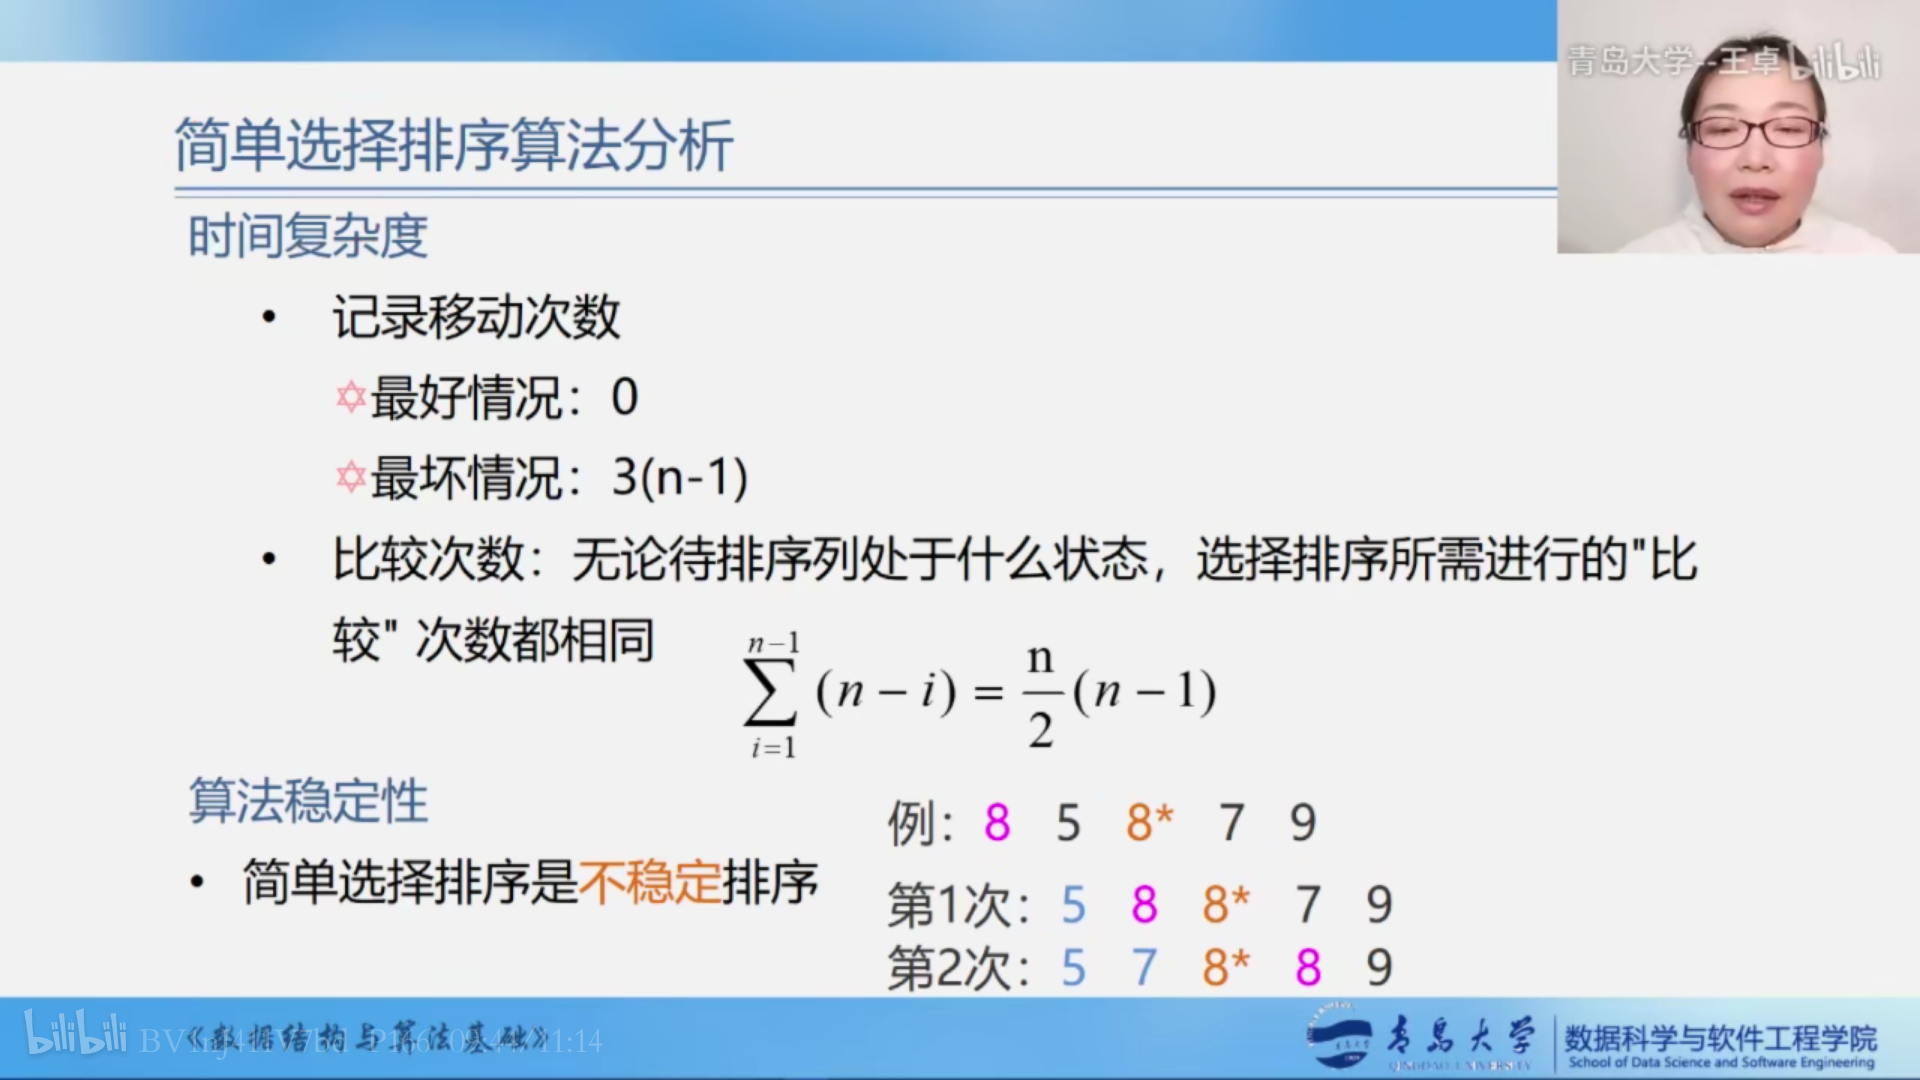 青岛大学--王卓 bilibili
简单选择排序算法分析
时间复杂度
• 记录移动次数
✡最好情况：0
✡最坏情况：3(n-1)
• 比较次数：无论待排序列处于什么状态，选择排序所需进行的"比
较" 次数都相同
n−1
∑ (n − i) = n/2 (n − 1)
i=1
算法稳定性
• 简单选择排序是不稳定排序
例：8 5 8* 7 9
第1次：5 8 8* 7 9
第2次：5 7 8* 8 9
bilibili
《数据结构与算法基础》
青岛大学
QINGDAO UNIVERSITY
数据科学与软件工程学院
School of Data Science and Software Engineering